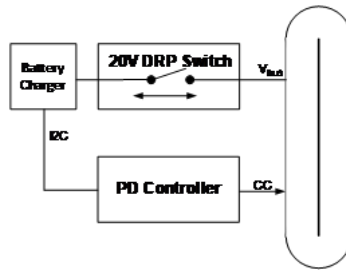 Battery
Charger
20V DRP Switch
Vbus
I2C
PD Controller
CC